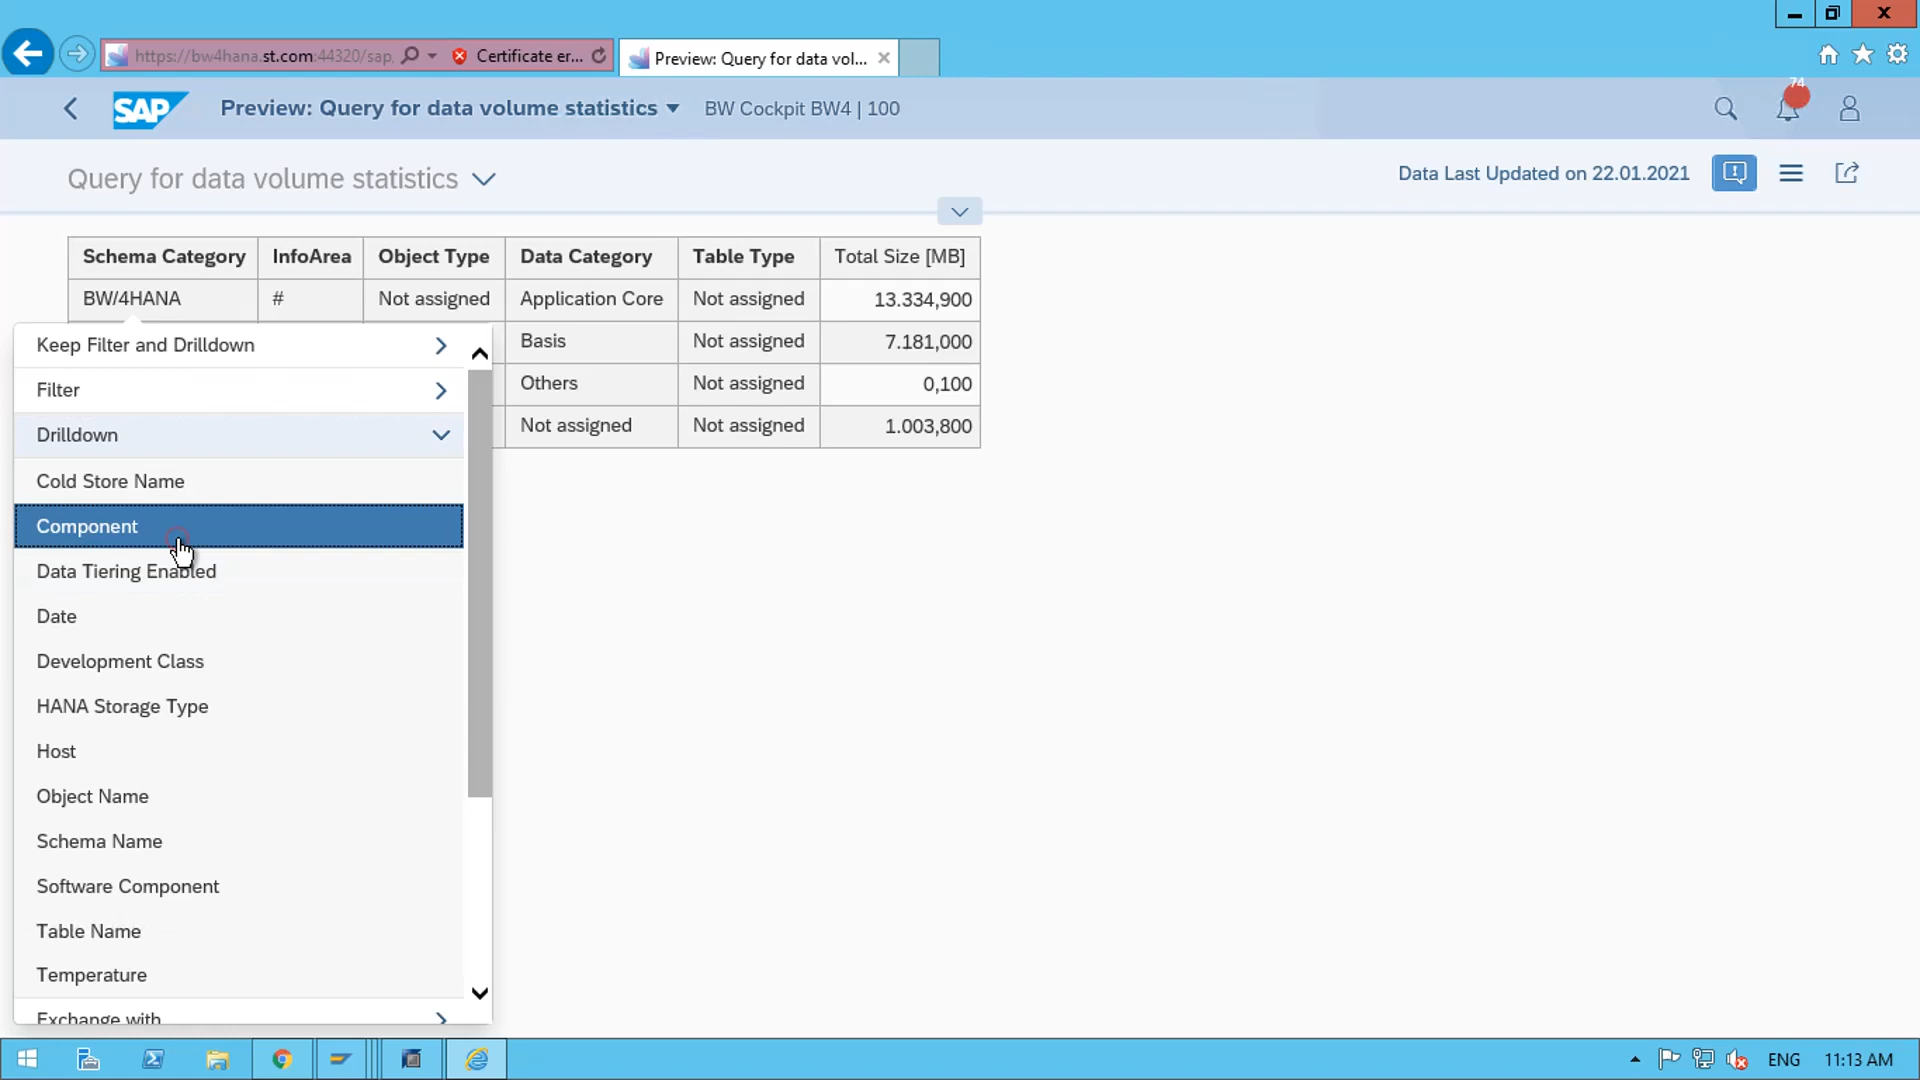 https://bw4hana.st.com:44320/sap, Certificate er... Preview: Query for data vol...
SAP Preview: Query for data volume statistics BW Cockpit BW4 | 100 74
Query for data volume statistics Data Last Updated on 22.01.2021
Schema Category InfoArea Object Type Data Category Table Type Total Size [MB]
BW/4HANA # Not assigned Application Core Not assigned 13.334,900
Basis Not assigned 7.181,000
Others Not assigned 0,100
Not assigned Not assigned 1.003,800
Keep Filter and Drilldown
Filter
Drilldown
Cold Store Name
Component
Data Tiering Enabled
Date
Development Class
HANA Storage Type
Host
Object Name
Schema Name
Software Component
Table Name
Temperature
Exchange with
ENG 11:13 AM